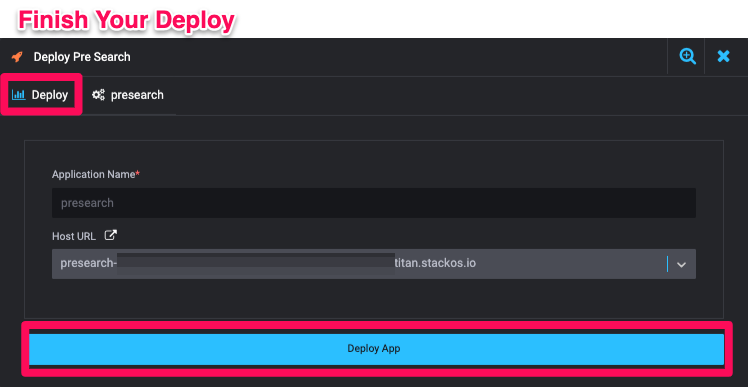 Finish Your Deploy
Deploy Pre Search
Deploy presearch
Application Name*
presearch
Host URL
presearch- titan.stackos.io
Deploy App